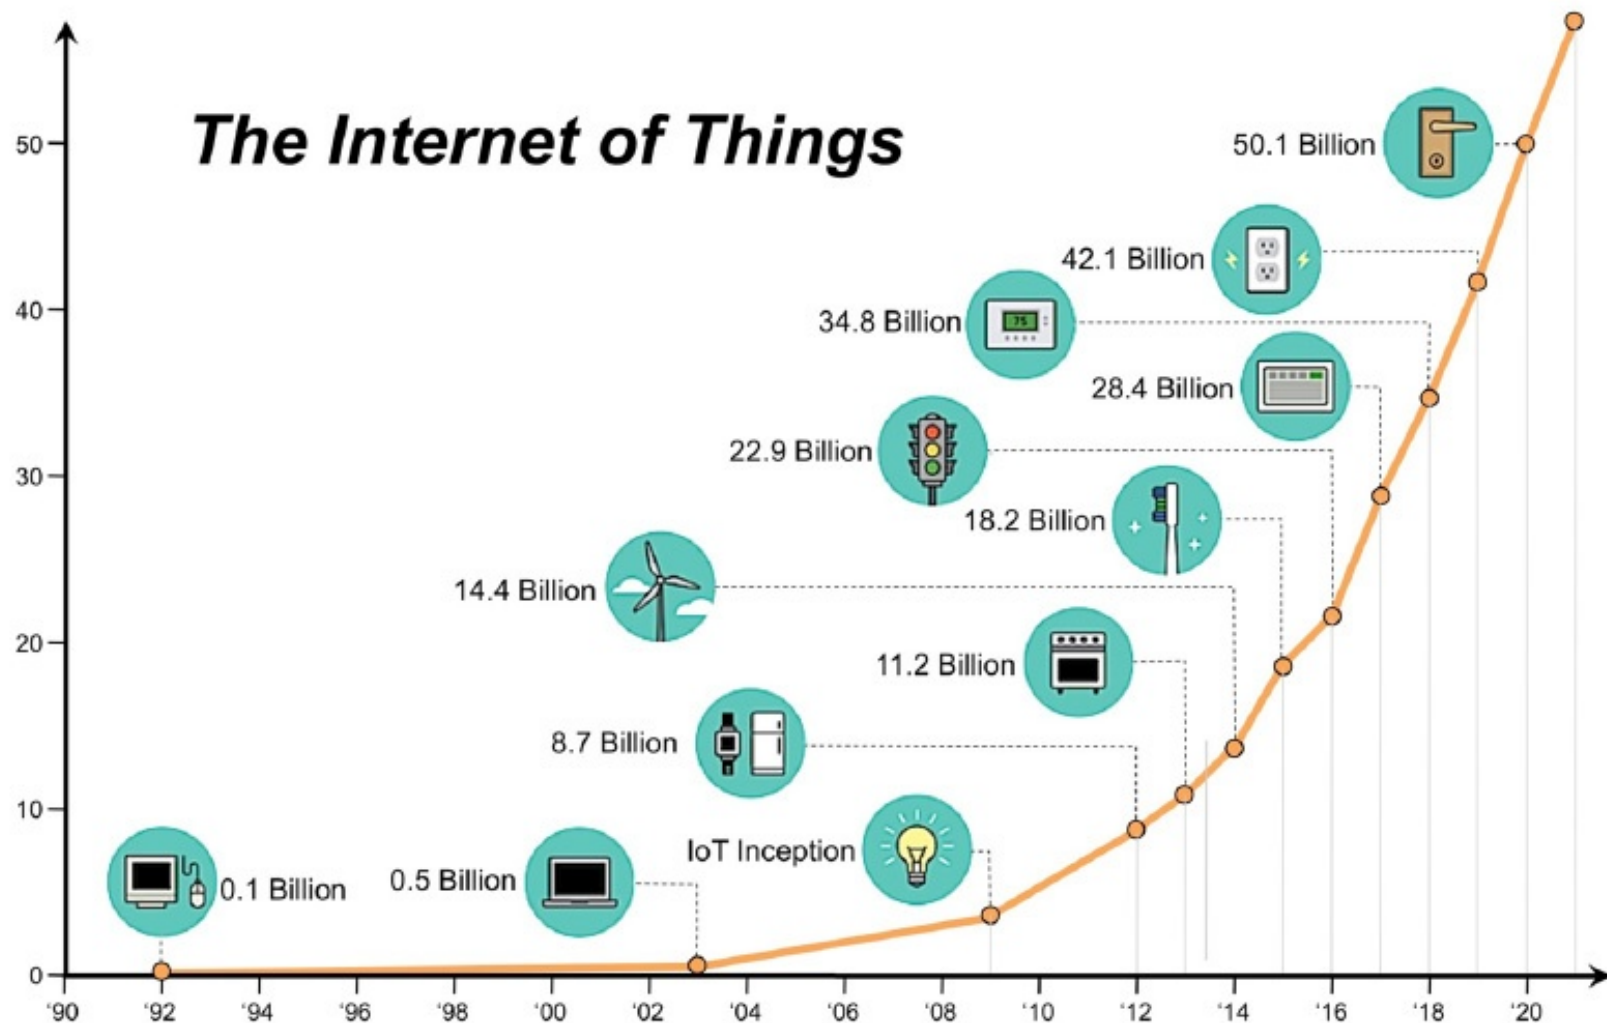 The Internet of Things
50
40
30
20
10
0
50.1 Billion
42.1 Billion
34.8 Billion
75
28.4 Billion
22.9 Billion
18.2 Billion
14.4 Billion
11.2 Billion
8.7 Billion
IoT Inception
0.5 Billion
0.1 Billion
'90 '92 '94 '96 '98 '00 '02 '04 '06 '08 '10 '12 '14 '16 '18 '20